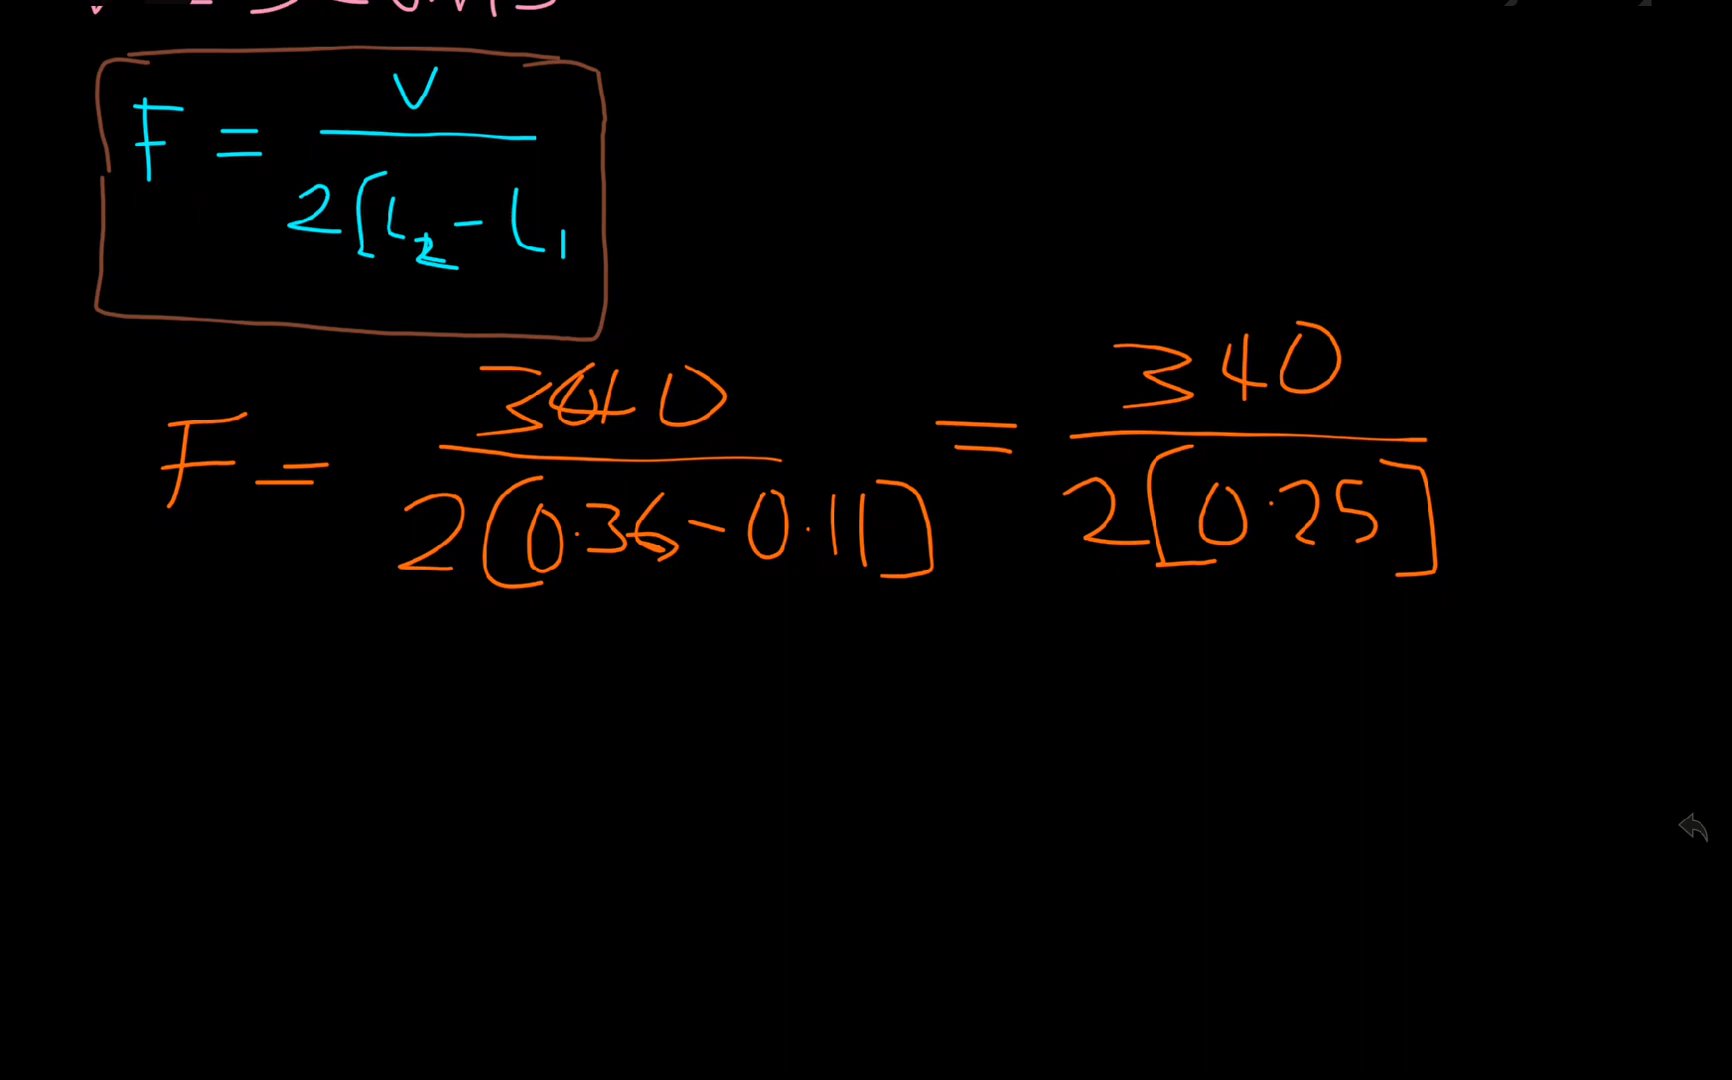 F = V / 2[L₂ - L₁
F = 340 / 2(0.36 - 0.11) = 340 / 2[0.25]